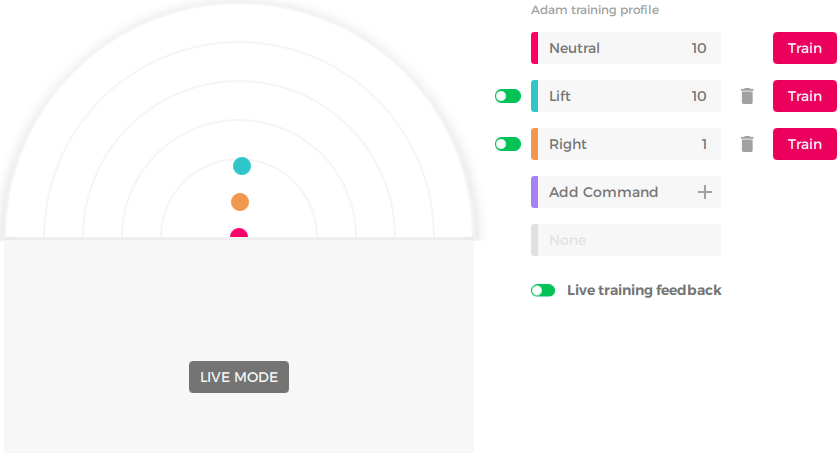 Adam training profile
Neutral 10 Train
Lift 10 Train
Right 1 Train
Add Command
None
Live training feedback
LIVE MODE